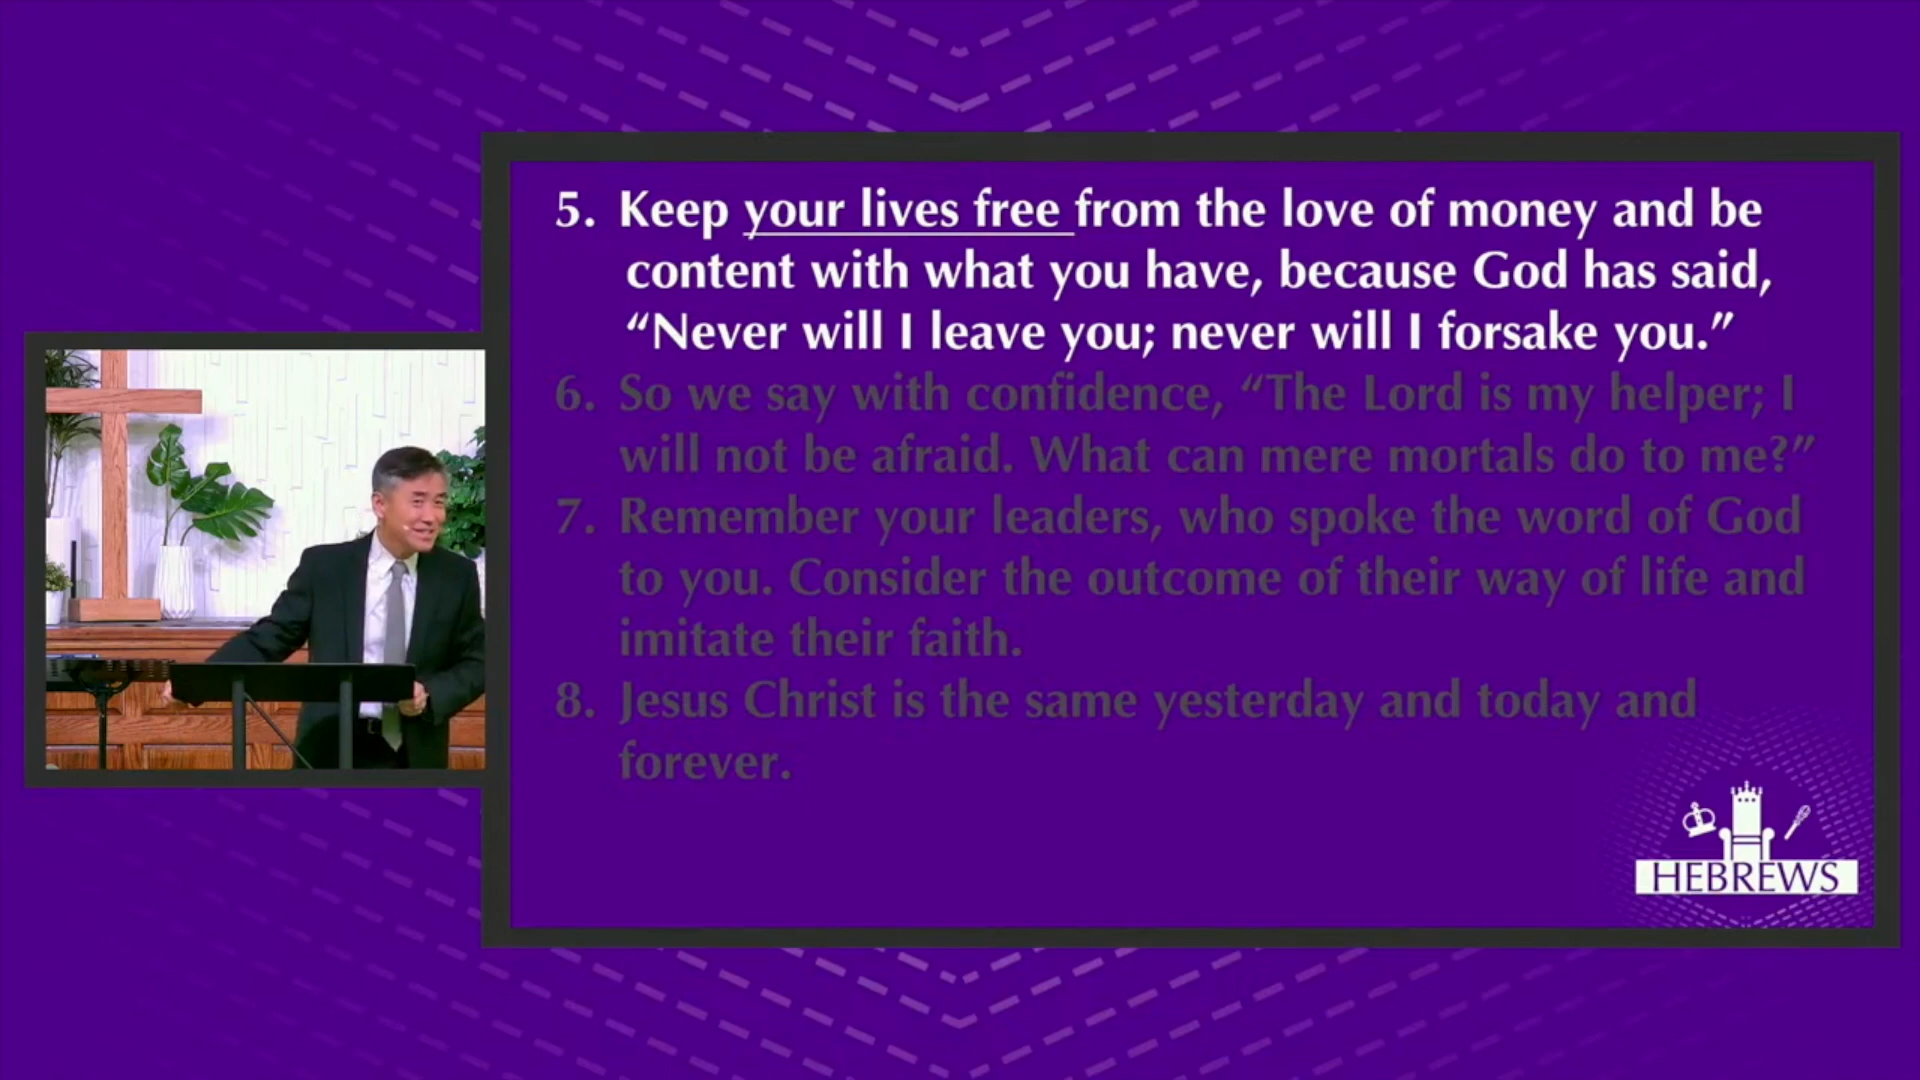 5. Keep your lives free from the love of money and be
content with what you have, because God has said,
“Never will I leave you; never will I forsake you.”
6. So we say with confidence, “The Lord is my helper; I
will not be afraid. What can mere mortals do to me?”
7. Remember your leaders, who spoke the word of God
to you. Consider the outcome of their way of life and
imitate their faith.
8. Jesus Christ is the same yesterday and today and
forever.
HEBREWS